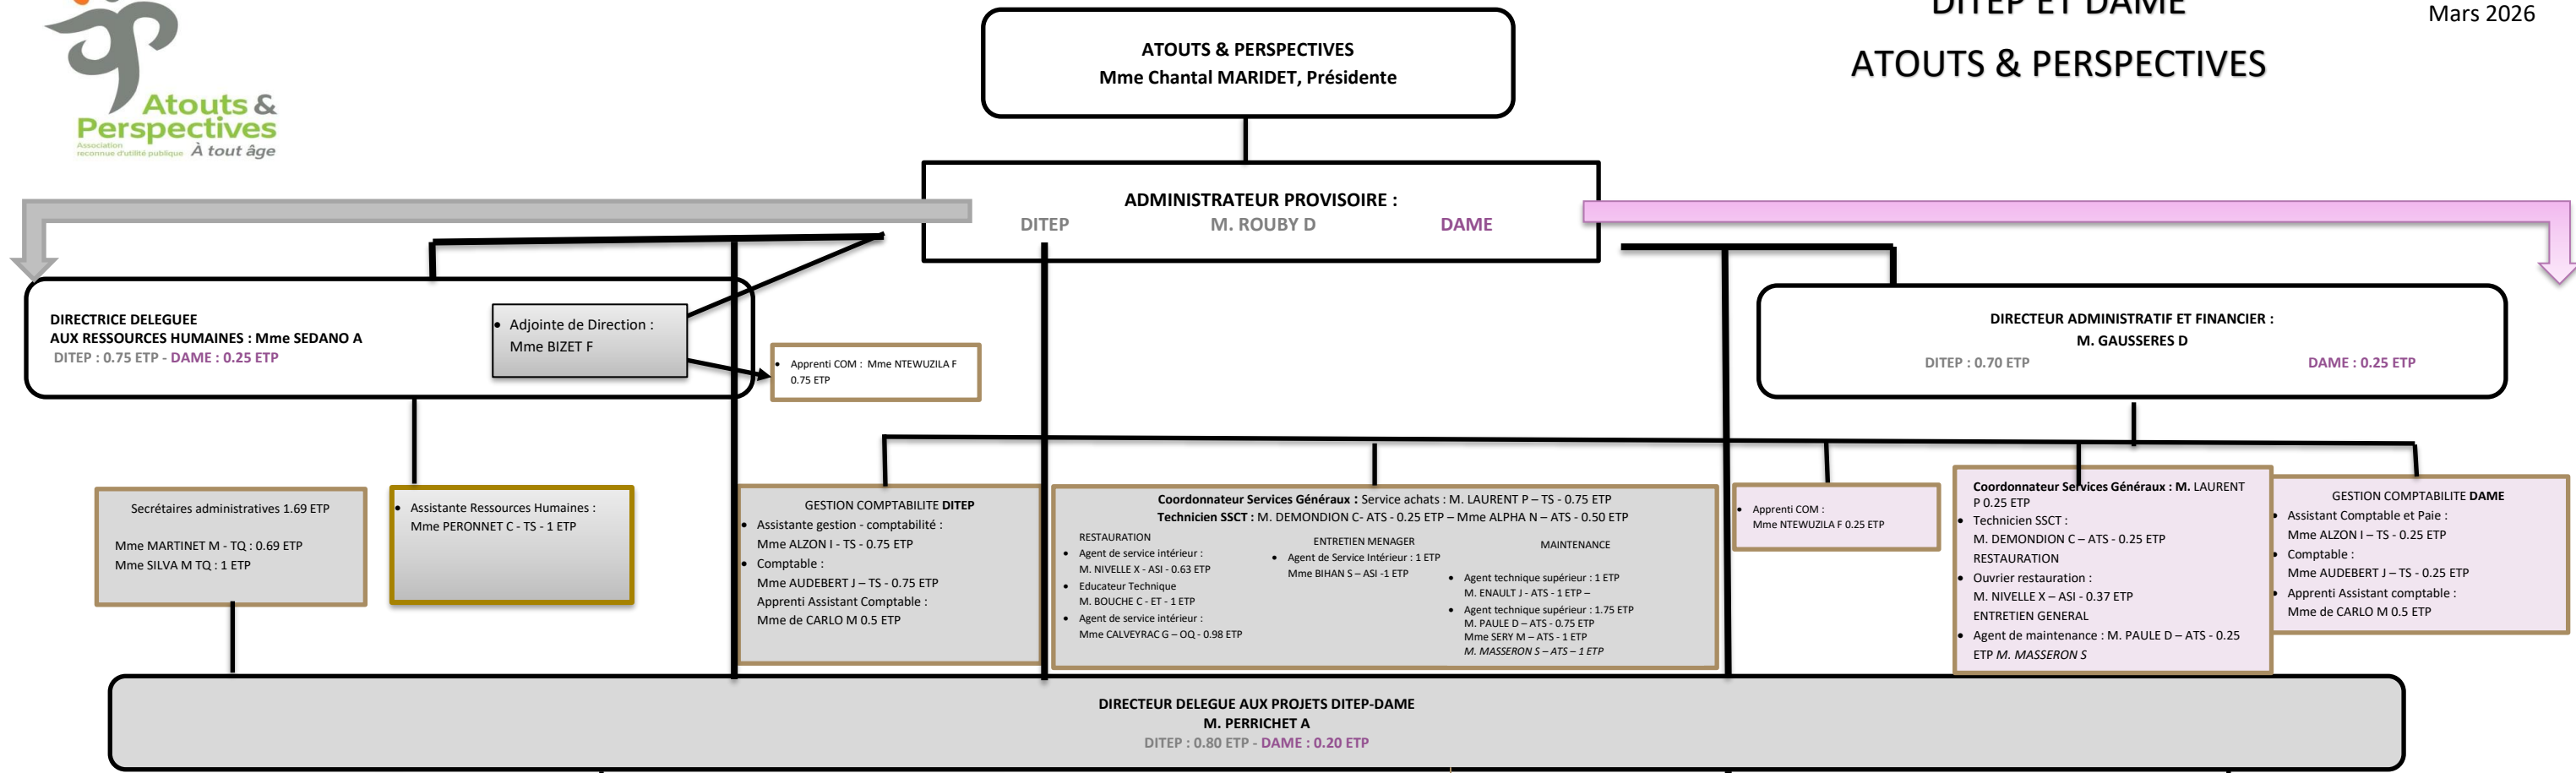 DITEP ET DAME
Mars 2026
ATOUTS & PERSPECTIVES
Atouts &
Perspectives
Association
reconnue d'utilité publique À tout âge
ATOUTS & PERSPECTIVES
Mme Chantal MARIDET, Présidente
ADMINISTRATEUR PROVISOIRE :
DITEP M. ROUBY D DAME
DIRECTRICE DELEGUEE
AUX RESSOURCES HUMAINES : Mme SEDANO A
DITEP : 0.75 ETP - DAME : 0.25 ETP
• Adjointe de Direction :
Mme BIZET F
• Apprenti COM : Mme NTEWUZILA F
0.75 ETP
DIRECTEUR ADMINISTRATIF ET FINANCIER :
M. GAUSSERES D
DITEP : 0.70 ETP DAME : 0.25 ETP
Secrétaires administratives 1.69 ETP
Mme MARTINET M - TQ : 0.69 ETP
Mme SILVA M TQ : 1 ETP
• Assistante Ressources Humaines :
Mme PERONNET C - TS - 1 ETP
GESTION COMPTABILITE DITEP
• Assistante gestion - comptabilité :
Mme ALZON I - TS - 0.75 ETP
• Comptable :
Mme AUDEBERT J – TS - 0.75 ETP
Apprenti Assistant Comptable :
Mme de CARLO M 0.5 ETP
Coordonnateur Services Généraux : Service achats : M. LAURENT P – TS - 0.75 ETP
Technicien SSCT : M. DEMONDION C- ATS - 0.25 ETP – Mme ALPHA N – ATS - 0.50 ETP
RESTAURATION
• Agent de service intérieur :
M. NIVELLE X - ASI - 0.63 ETP
• Educateur Technique
M. BOUCHE C - ET - 1 ETP
• Agent de service intérieur :
Mme CALVEYRAC G – OQ - 0.98 ETP
ENTRETIEN MENAGER
• Agent de Service Intérieur : 1 ETP
Mme BIHAN S – ASI -1 ETP
MAINTENANCE
• Agent technique supérieur : 1 ETP
M. ENAULT J - ATS - 1 ETP –
• Agent technique supérieur : 1.75 ETP
M. PAULE D – ATS - 0.75 ETP
Mme SERY M – ATS - 1 ETP
M. MASSERON S – ATS – 1 ETP
• Apprenti COM :
Mme NTEWUZILA F 0.25 ETP
Coordonnateur Services Généraux : M. LAURENT
P 0.25 ETP
• Technicien SSCT :
M. DEMONDION C – ATS - 0.25 ETP
RESTAURATION
• Ouvrier restauration :
M. NIVELLE X – ASI - 0.37 ETP
ENTRETIEN GENERAL
• Agent de maintenance : M. PAULE D – ATS - 0.25
ETP M. MASSERON S
GESTION COMPTABILITE DAME
• Assistant Comptable et Paie :
Mme ALZON I – TS - 0.25 ETP
• Comptable :
Mme AUDEBERT J – TS - 0.25 ETP
• Apprenti Assistant comptable :
Mme de CARLO M 0.5 ETP
DIRECTEUR DELEGUE AUX PROJETS DITEP-DAME
M. PERRICHET A
DITEP : 0.80 ETP - DAME : 0.20 ETP